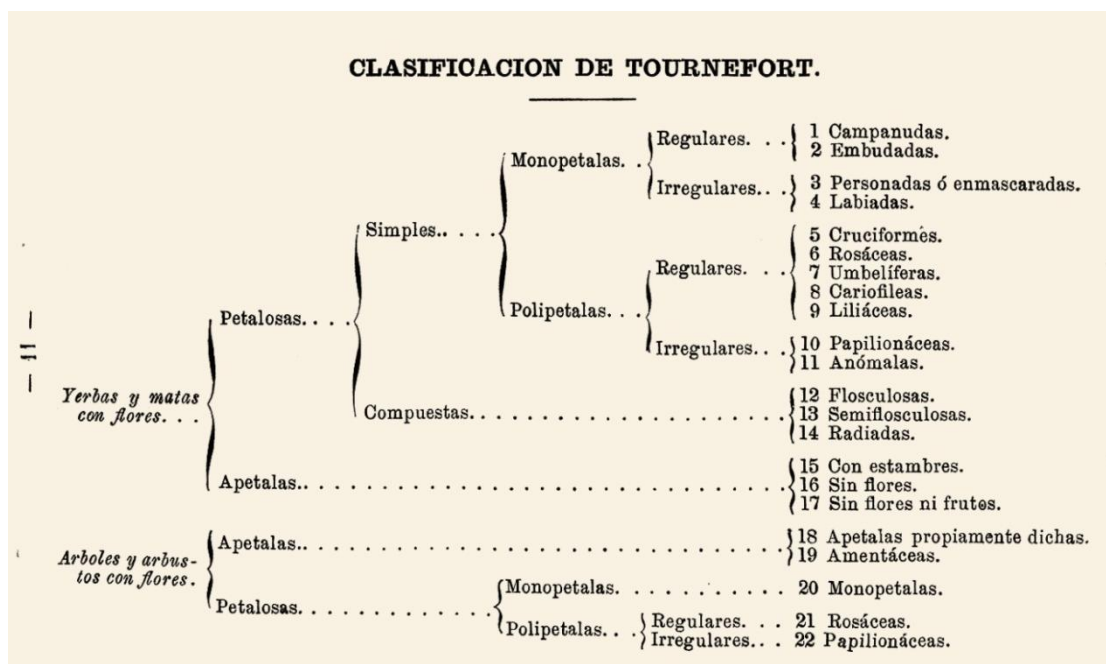 CLASIFICACION DE TOURNEFORT.
Regulares. . . 1 Campanudas.
2 Embudadas.
Monopetalas. .
Irregulares. . 3 Personadas ó enmascaradas.
4 Labiadas.
Simples.. . . .
5 Cruciformes.
6 Rosáceas.
Regulares. . . 7 Umbelíferas.
8 Cariofileas.
9 Liliáceas.
Polipetalas. . .
Petalosas. . . .
Irregulares. . . 10 Papilionáceas.
11 Anómalas.
— 11 —
Yerbas y matas
con flores. . .
12 Flosculosas.
Compuestas. . . . . . . . . . . . . . . . . . . . . 13 Semiflosculosas.
14 Radiadas.
15 Con estambres.
Apetalas.. . . . . . . . . . . . . . . . . . . . . . . . . . . . . . . 16 Sin flores.
17 Sin flores ni frutos.
Apetalas.. . . . . . . . . . . . . . . . . . . . . . . . . . . . . . . 18 Apetalas propiamente dichas.
19 Amentáceas.
Arboles y arbus-
tos con flores.
Monopetalas. . . . . . . . . . . 20 Monopetalas.
Petalosas. . . . . . . . . . . . .
Polipetalas. . . Regulares. . . 21 Rosáceas.
Irregulares. . . 22 Papilionáceas.